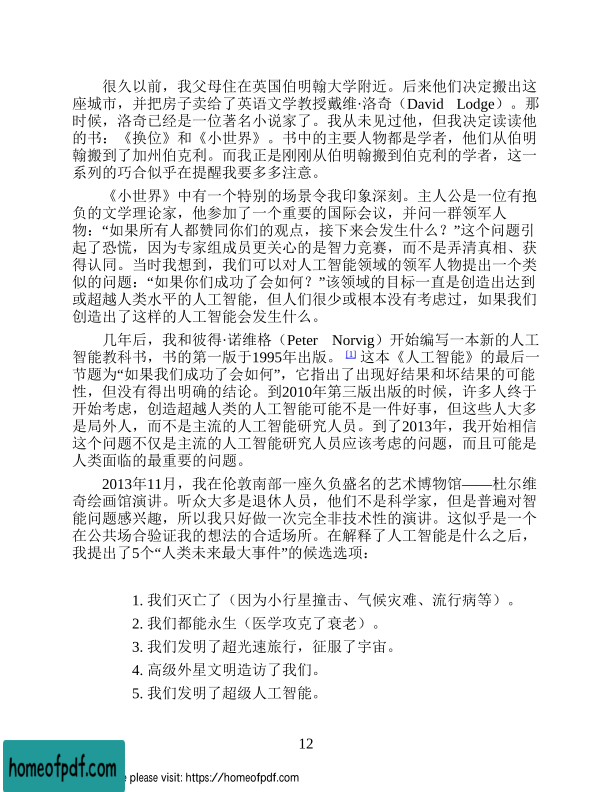 很久以前，我父母住在英国伯明翰大学附近。后来他们决定搬出这
座城市，并把房子卖给了英语文学教授戴维·洛奇（David Lodge）。那
时候，洛奇已经是一位著名小说家了。我从未见过他，但我决定读读他
的书：《换位》和《小世界》。书中的主要人物都是学者，他们从伯明
翰搬到了加州伯克利。而我正是刚刚从伯明翰搬到伯克利的学者，这一
系列的巧合似乎在提醒我要多多注意。
《小世界》中有一个特别的场景令我印象深刻。主人公是一位有抱
负的文学理论家，他参加了一个重要的国际会议，并问一群领军人
物：“如果所有人都赞同你们的观点，接下来会发生什么？”这个问题引
起了恐慌，因为专家组成员更关心的是智力竞赛，而不是弄清真相、获
得认同。当时我想到，我们可以对人工智能领域的领军人物提出一个类
似的问题：“如果你们成功了会如何？”该领域的目标一直是创造出达到
或超越人类水平的人工智能，但人们很少或根本没有考虑过，如果我们
创造出了这样的人工智能会发生什么。
几年后，我和彼得·诺维格（Peter Norvig）开始编写一本新的人工
智能教科书，书的第一版于1995年出版。 [1] 这本《人工智能》的最后一
节题为“如果我们成功了会如何”，它指出了出现好结果和坏结果的可能
性，但没有得出明确的结论。到2010年第三版出版的时候，许多人终于
开始考虑，创造超越人类的人工智能可能不是一件好事，但这些人大多
是局外人，而不是主流的人工智能研究人员。到了2013年，我开始相信
这个问题不仅是主流的人工智能研究人员应该考虑的问题，而且可能是
人类面临的最重要的问题。
2013年11月，我在伦敦南部一座久负盛名的艺术博物馆——杜尔维
奇绘画馆演讲。听众大多是退休人员，他们不是科学家，但是普遍对智
能问题感兴趣，所以我只好做一次完全非技术性的演讲。这似乎是一个
在公共场合验证我的想法的合适场所。在解释了人工智能是什么之后，
我提出了5个“人类未来最大事件”的候选选项：
1. 我们灭亡了（因为小行星撞击、气候灾难、流行病等）。
2. 我们都能永生（医学攻克了衰老）。
3. 我们发明了超光速旅行，征服了宇宙。
4. 高级外星文明造访了我们。
5. 我们发明了超级人工智能。
12
homeofpdf.com
please visit: https://homeofpdf.com